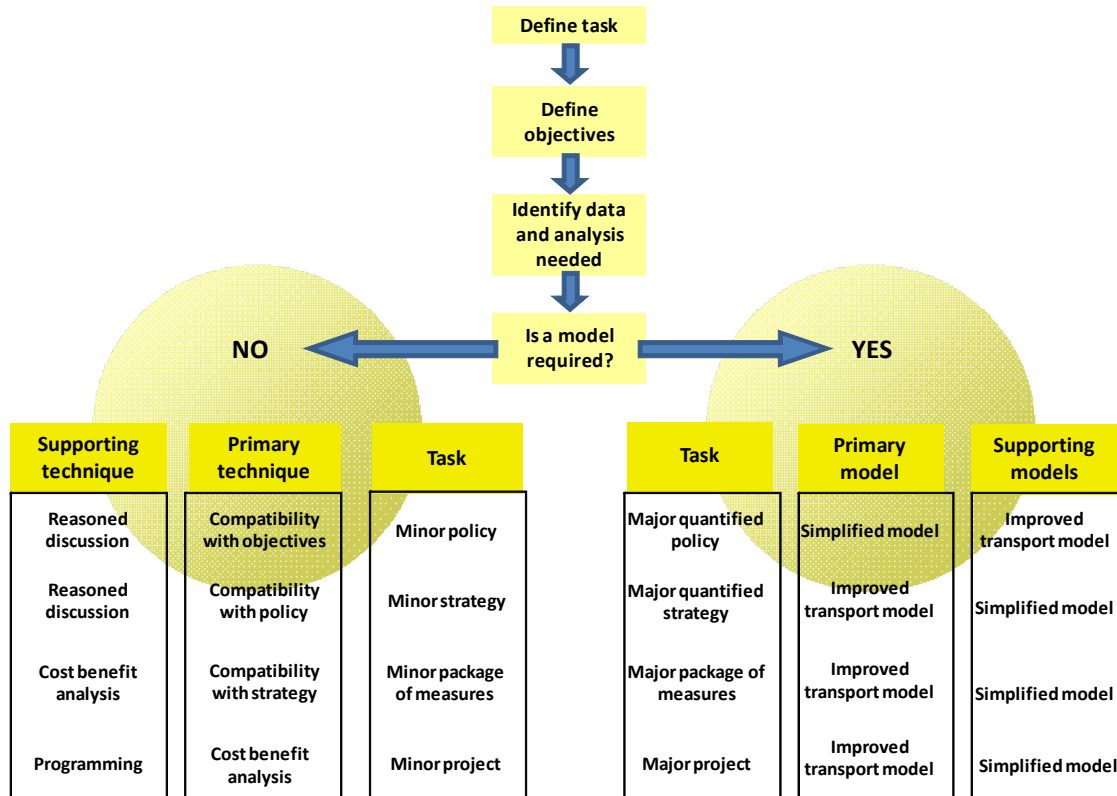 Define task
Define
objectives
Identify data
and analysis
needed
Is a model
required?
NO
YES
Supporting
technique
Primary
technique
Task
Task
Primary
model
Supporting
models
Reasoned
discussion
Compatibility
with objectives
Minor policy
Major quantified
policy
Simplified model
Improved
transport model
Reasoned
discussion
Compatibility
with policy
Minor strategy
Major quantified
strategy
Improved
transport model
Simplified model
Cost benefit
analysis
Compatibility
with strategy
Minor package
of measures
Major package of
measures
Improved
transport model
Simplified model
Programming
Cost benefit
analysis
Minor project
Major project
Improved
transport model
Simplified model